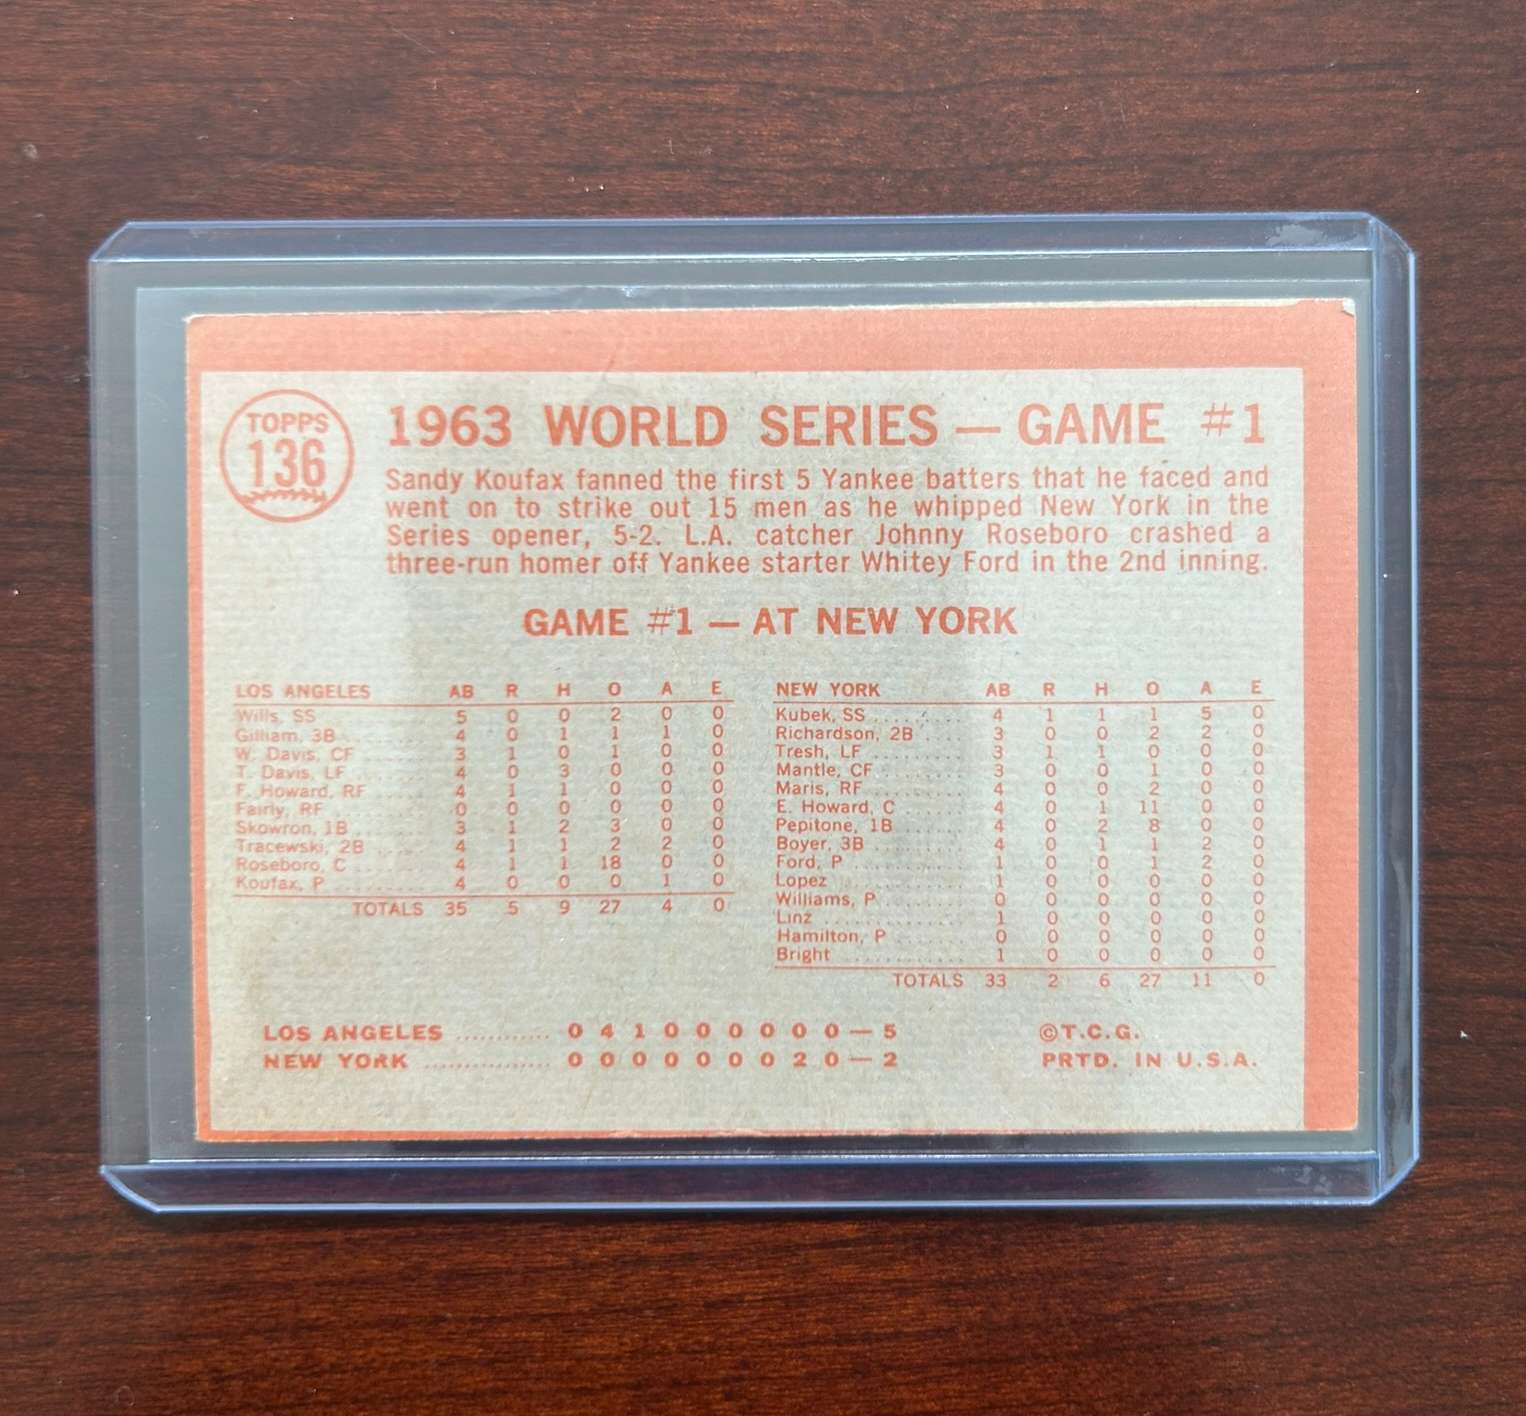 TOPPS
136
1963 WORLD SERIES — GAME #1
Sandy Koufax fanned the first 5 Yankee batters that he faced and
went on to strike out 15 men as he whipped New York in the
Series opener, 5-2. L.A. catcher Johnny Roseboro crashed a
three-run homer off Yankee starter Whitey Ford in the 2nd inning.
GAME #1 — AT NEW YORK
LOS ANGELES AB R H O A E
Wills, SS 5 0 0 2 0 0
Gilliam, 3B 4 0 1 1 1 0
W. Davis, CF 3 1 0 1 0 0
T. Davis, LF 4 0 3 0 0 0
F. Howard, RF 4 1 1 0 0 0
Fairly, RF 0 0 0 0 0 0
Skowron, 1B 3 1 2 3 0 0
Tracewski, 2B 4 1 1 2 2 0
Roseboro, C 4 1 1 18 0 0
Koufax, P 4 0 0 0 1 0
TOTALS 35 5 9 27 4 0
NEW YORK AB R H O A E
Kubek, SS 4 1 1 1 5 0
Richardson, 2B 3 0 0 2 2 0
Tresh, LF 3 1 1 0 0 0
Mantle, CF 3 0 0 1 0 0
Maris, RF 4 0 0 2 0 0
E. Howard, C 4 0 1 11 0 0
Pepitone, 1B 4 0 2 8 0 0
Boyer, 3B 4 0 1 1 2 0
Ford, P 1 0 0 1 2 0
Lopez 1 0 0 0 0 0
Williams, P 0 0 0 0 0 0
Linz 1 0 0 0 0 0
Hamilton, P 0 0 0 0 0 0
Bright 1 0 0 0 0 0
TOTALS 33 2 6 27 11 0
LOS ANGELES ............ 0 4 1 0 0 0 0 0 0 — 5
NEW YORK ................ 0 0 0 0 0 0 0 2 0 — 2
©T.C.G.
PRTD. IN U.S.A.